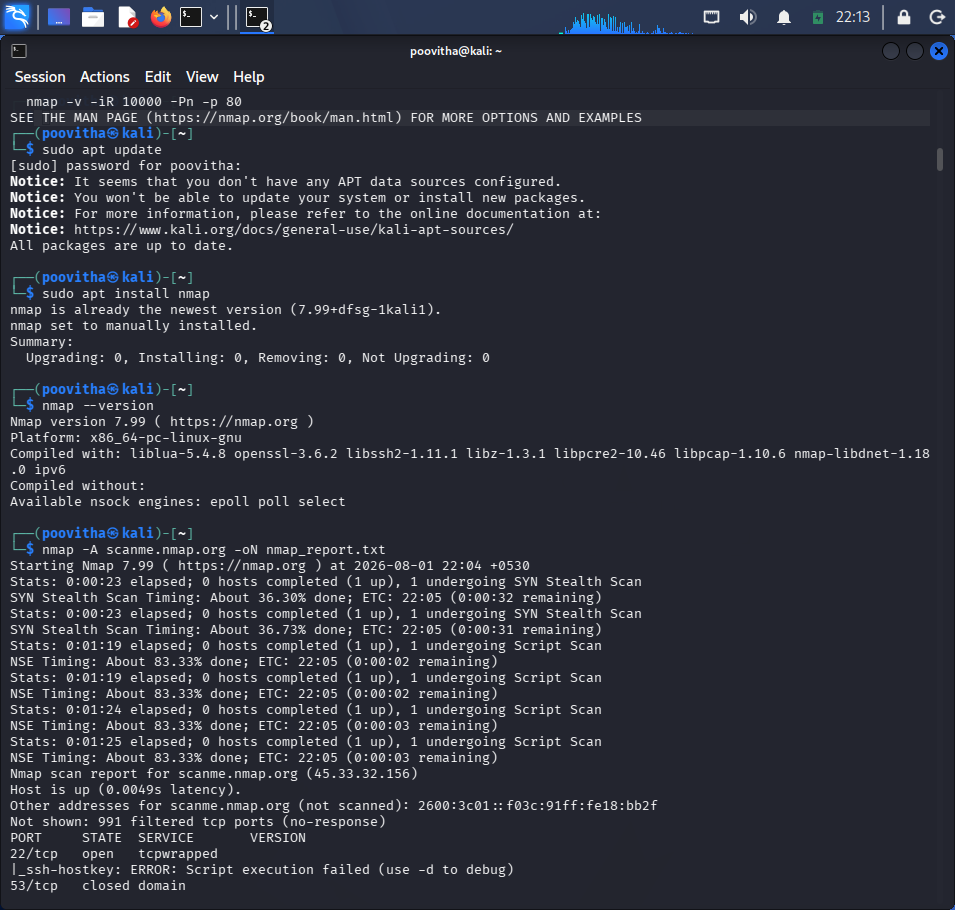 22:13
poovitha@kali: ~
Session Actions Edit View Help
nmap -v -iR 10000 -Pn -p 80
SEE THE MAN PAGE (https://nmap.org/book/man.html) FOR MORE OPTIONS AND EXAMPLES
┌──(poovitha㉿kali)-[~]
└─$ sudo apt update
[sudo] password for poovitha:
Notice: It seems that you don't have any APT data sources configured.
Notice: You won't be able to update your system or install new packages.
Notice: For more information, please refer to the online documentation at:
Notice: https://www.kali.org/docs/general-use/kali-apt-sources/
All packages are up to date.
┌──(poovitha㉿kali)-[~]
└─$ sudo apt install nmap
nmap is already the newest version (7.99+dfsg-1kali1).
nmap set to manually installed.
Summary:
  Upgrading: 0, Installing: 0, Removing: 0, Not Upgrading: 0
┌──(poovitha㉿kali)-[~]
└─$ nmap --version
Nmap version 7.99 ( https://nmap.org )
Platform: x86_64-pc-linux-gnu
Compiled with: liblua-5.4.8 openssl-3.6.2 libssh2-1.11.1 libz-1.3.1 libpcre2-10.46 libpcap-1.10.6 nmap-libdnet-1.18
.0 ipv6
Compiled without:
Available nsock engines: epoll poll select
┌──(poovitha㉿kali)-[~]
└─$ nmap -A scanme.nmap.org -oN nmap_report.txt
Starting Nmap 7.99 ( https://nmap.org ) at 2026-08-01 22:04 +0530
Stats: 0:00:23 elapsed; 0 hosts completed (1 up), 1 undergoing SYN Stealth Scan
SYN Stealth Scan Timing: About 36.30% done; ETC: 22:05 (0:00:32 remaining)
Stats: 0:00:23 elapsed; 0 hosts completed (1 up), 1 undergoing SYN Stealth Scan
SYN Stealth Scan Timing: About 36.73% done; ETC: 22:05 (0:00:31 remaining)
Stats: 0:01:19 elapsed; 0 hosts completed (1 up), 1 undergoing Script Scan
NSE Timing: About 83.33% done; ETC: 22:05 (0:00:02 remaining)
Stats: 0:01:19 elapsed; 0 hosts completed (1 up), 1 undergoing Script Scan
NSE Timing: About 83.33% done; ETC: 22:05 (0:00:02 remaining)
Stats: 0:01:24 elapsed; 0 hosts completed (1 up), 1 undergoing Script Scan
NSE Timing: About 83.33% done; ETC: 22:05 (0:00:03 remaining)
Stats: 0:01:25 elapsed; 0 hosts completed (1 up), 1 undergoing Script Scan
NSE Timing: About 83.33% done; ETC: 22:05 (0:00:03 remaining)
Nmap scan report for scanme.nmap.org (45.33.32.156)
Host is up (0.0049s latency).
Other addresses for scanme.nmap.org (not scanned): 2600:3c01::f03c:91ff:fe18:bb2f
Not shown: 991 filtered tcp ports (no-response)
PORT     STATE  SERVICE       VERSION
22/tcp   open   tcpwrapped
|_ssh-hostkey: ERROR: Script execution failed (use -d to debug)
53/tcp   closed domain